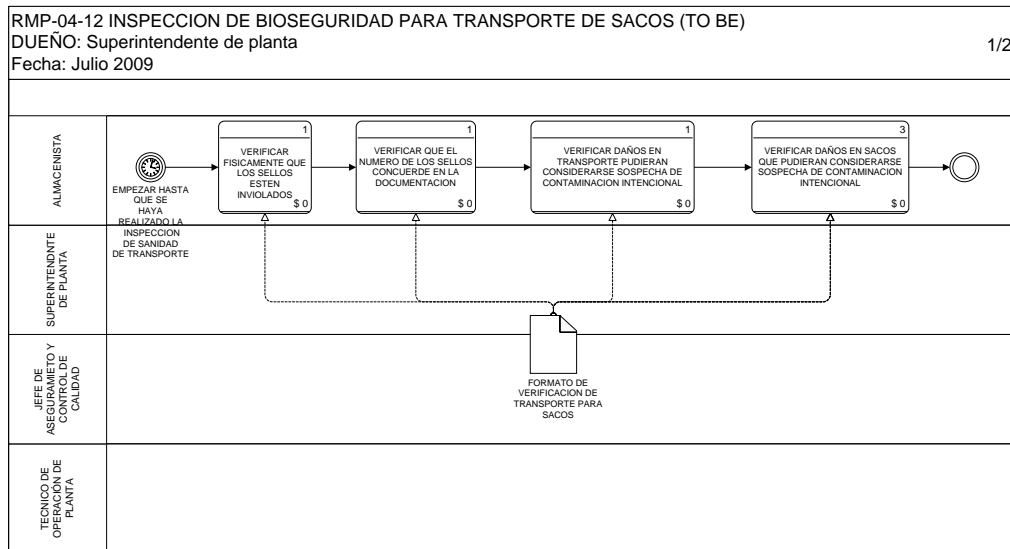 RMP-04-12 INSPECCION DE BIOSEGURIDAD PARA TRANSPORTE DE SACOS (TO BE)
DUEÑO: Superintendente de planta
1/2
Fecha: Julio 2009
ALMACENISTA
EMPEZAR HASTA
QUE SE
HAYA
REALIZADO LA
INSPECCION
DE SANIDAD
DE TRANSPORTE
1
VERIFICAR
FISICAMENTE QUE
LOS SELLOS
ESTEN
INVIOLADOS
$ 0
1
VERIFICAR QUE EL
NUMERO DE LOS SELLOS
CONCUERDE EN LA
DOCUMENTACION
$ 0
1
VERIFICAR DAÑOS EN
TRANSPORTE PUDIERAN
CONSIDERARSE SOSPECHA DE
CONTAMINACION INTENCIONAL
$ 0
3
VERIFICAR DAÑOS EN SACOS
QUE PUDIERAN CONSIDERARSE
SOSPECHA DE CONTAMINACION
INTENCIONAL
$ 0
SUPERINTENDNTE
DE PLANTA
JEFE DE
ASEGURAMIETO Y
CONTROL DE
CALIDAD
FORMATO DE
VERIFICACION DE
TRANSPORTE PARA
SACOS
TECNICO DE
OPERACIÓN DE
PLANTA